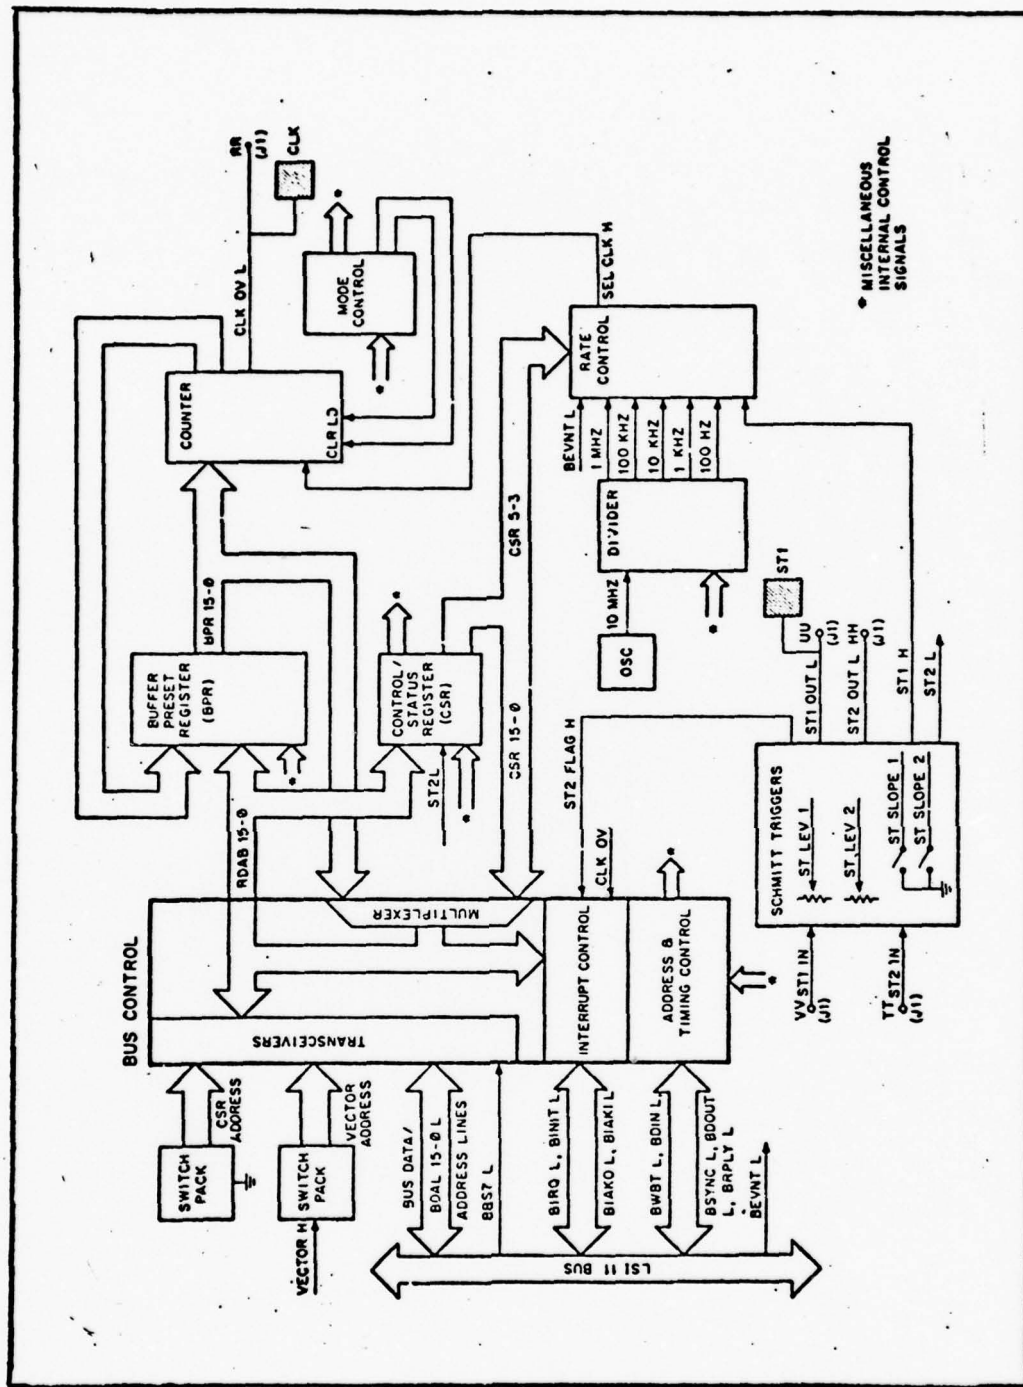 BUS CONTROL
SWITCH
PACK
CSR
ADDRESS
VECTOR H
SWITCH
PACK
VECTOR
ADDRESS
BUS DATA/
BDAL 15-0 L
ADDRESS LINES
BBS7 L
BIRQ L, BINIT L
BIAKO L, BIAKI L
BWBT L, BDIN L,
BSYNC L, BDOUT
L, BRPLY L
BEVNT L
LSI 11 BUS
TRANSCEIVERS
MULTIPLEXER
INTERRUPT CONTROL
ADDRESS &
TIMING CONTROL
*
*
RDAB 15-0
BUFFER
PRESET
REGISTER
(BPR)
*
BPR 15-0
COUNTER
CLR LD
CLK OV L
RR
(J1)
CLK
MODE
CONTROL
*
*
CONTROL/
STATUS
REGISTER
(CSR)
*
ST2 L
*
CSR 5-3
CSR 15-0
RATE
CONTROL
SEL CLK H
BEVNT L
1 MHZ
100 KHZ
10 KHZ
1 KHZ
100 HZ
DIVIDER
*
10 MHZ
OSC
ST2 FLAG H
CLK OV
SCHMITT TRIGGERS
ST LEV 1
ST LEV 2
ST SLOPE 1
ST SLOPE 2
VV
(J1)
ST1 IN
TT
(J1)
ST2 IN
ST1 OUT L
UU
(J1)
ST1
ST2 OUT L
HH
(J1)
ST1 H
ST2 L
* MISCELLANEOUS
INTERNAL CONTROL
SIGNALS